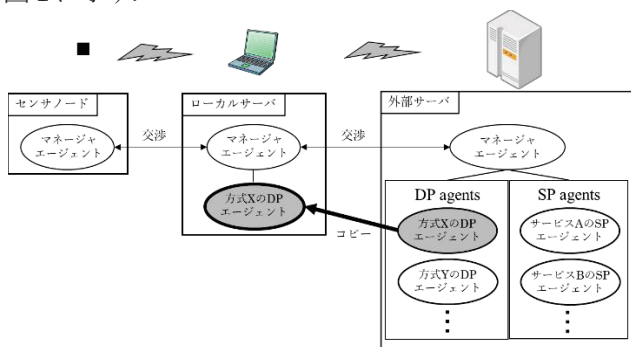 センサノード
ローカルサーバ
外部サーバ
マネージャ
エージェント
交渉
マネージャ
エージェント
交渉
マネージャ
エージェント
方式XのDP
エージェント
コピー
DP agents
方式XのDP
エージェント
方式YのDP
エージェント
SP agents
サービスAのSP
エージェント
サービスBのSP
エージェント